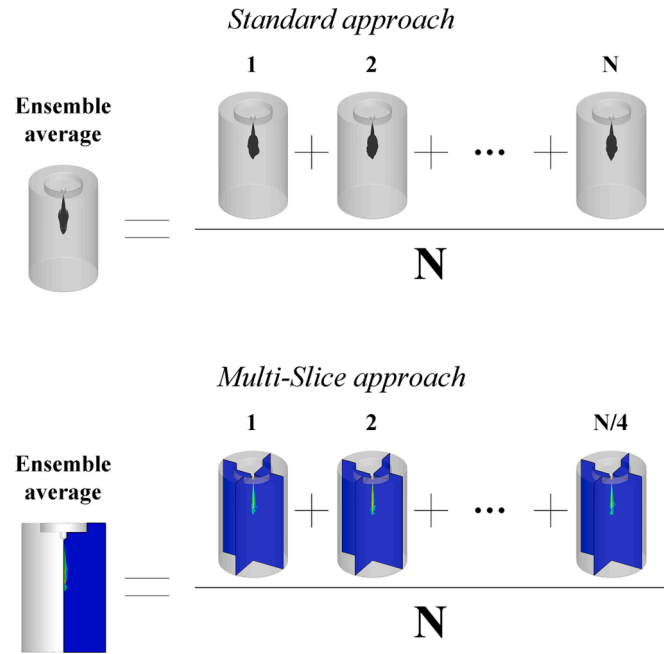 Standard approach
1 2 N
Ensemble
average
+ + ... +
=
N
Multi-Slice approach
1 2 N/4
Ensemble
average
+ + ... +
=
N